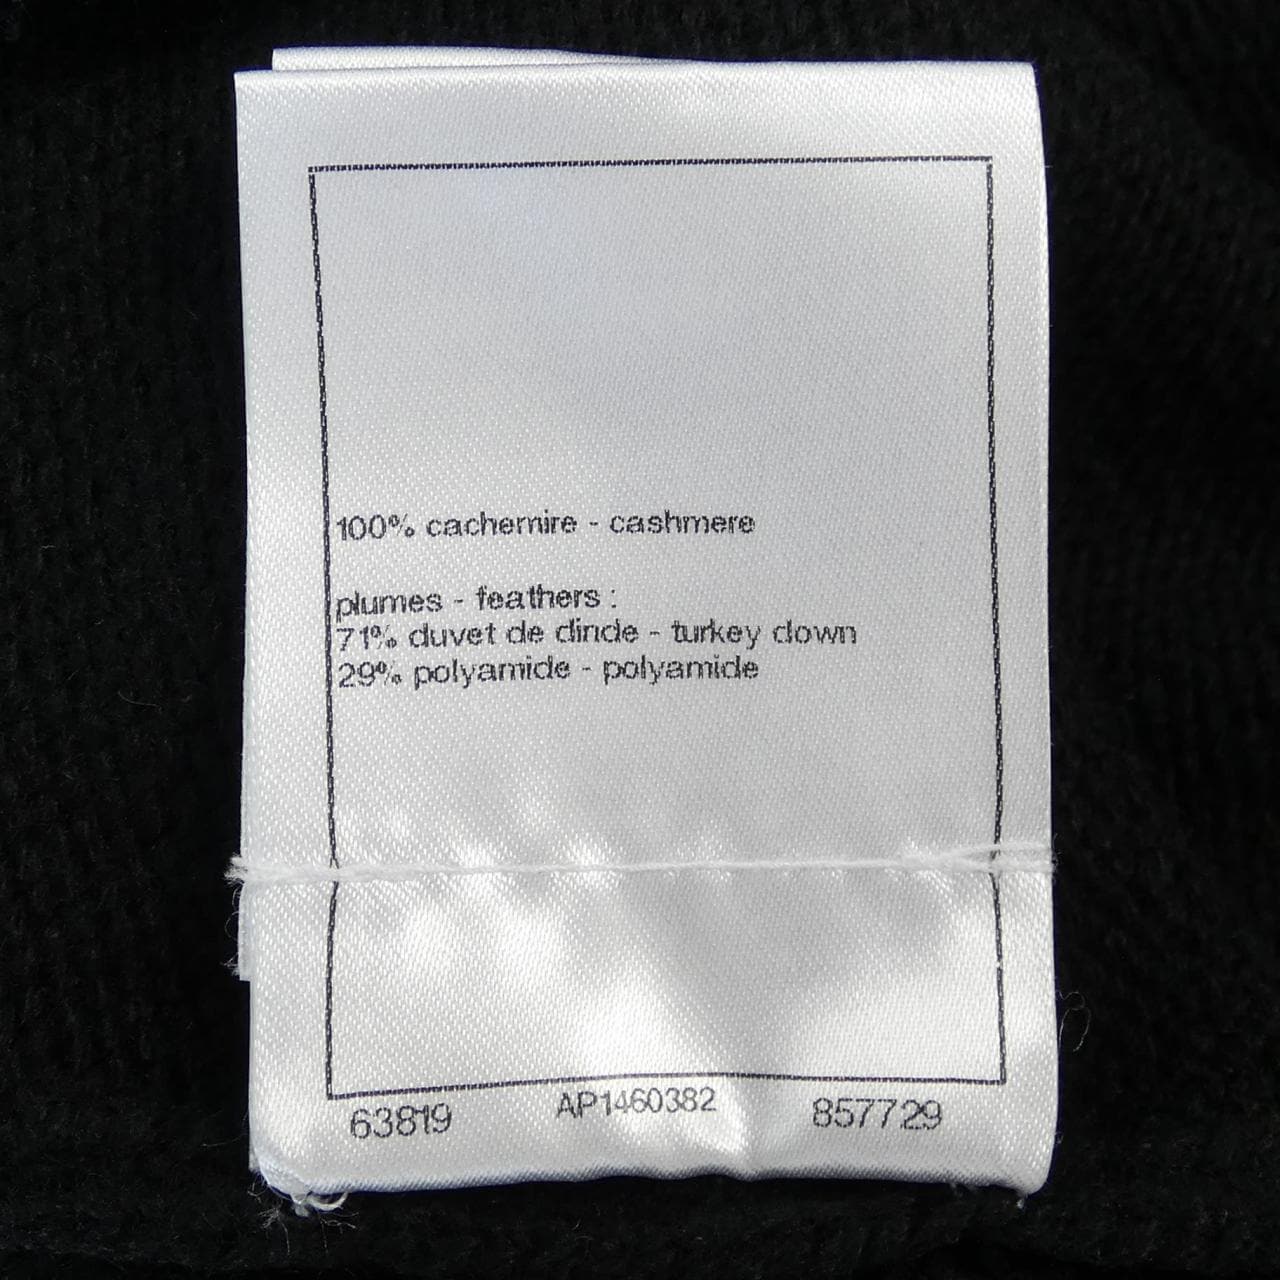 100% cachemire - cashmere
plumes - feathers :
71% duvet de dinde - turkey down
29% polyamide - polyamide
63819 AP1460382 857729